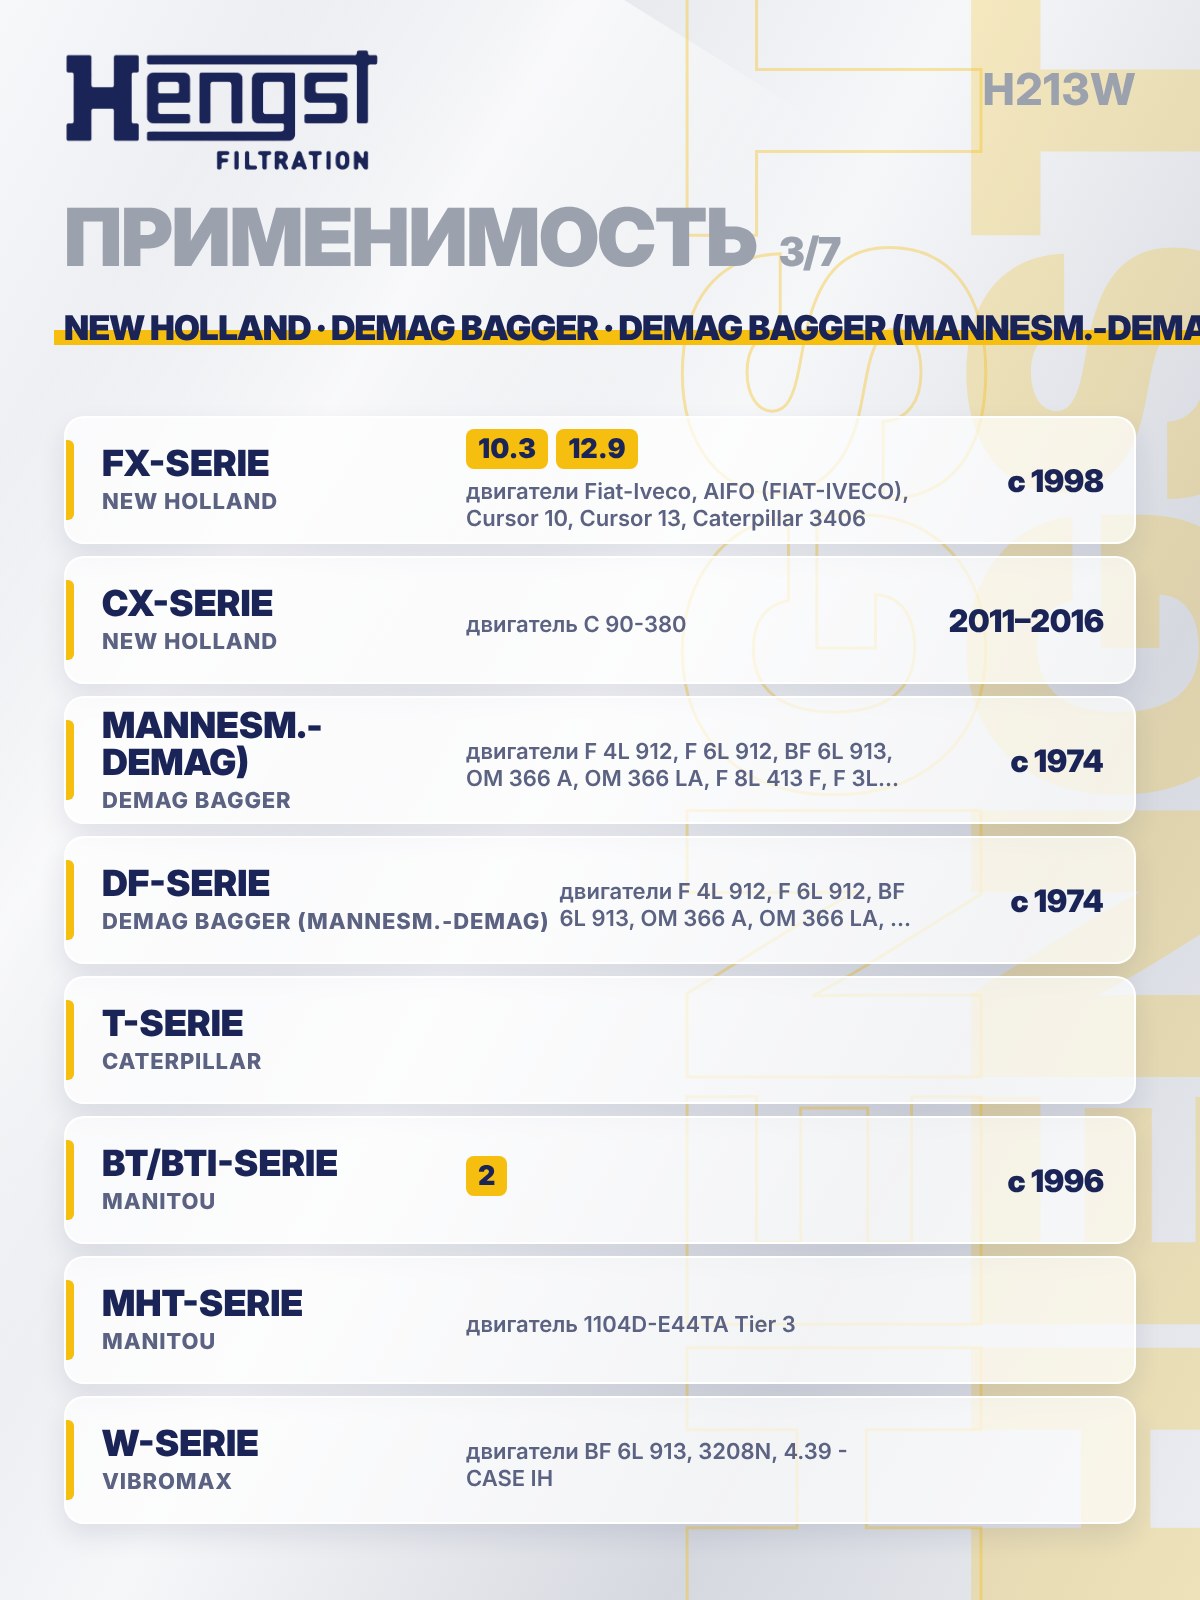 Hengst
FILTRATION
H213W
ПРИМЕНИМОСТЬ 3/7
NEW HOLLAND · DEMAG BAGGER · DEMAG BAGGER (MANNESM.-DEMA
FX-SERIE
NEW HOLLAND
10.3 12.9
двигатели Fiat-Iveco, AIFO (FIAT-IVECO),
Cursor 10, Cursor 13, Caterpillar 3406
с 1998
CX-SERIE
NEW HOLLAND
двигатель C 90-380
2011–2016
MANNESM.-
DEMAG)
DEMAG BAGGER
двигатели F 4L 912, F 6L 912, BF 6L 913,
OM 366 A, OM 366 LA, F 8L 413 F, F 3L...
с 1974
DF-SERIE
DEMAG BAGGER (MANNESM.-DEMAG)
двигатели F 4L 912, F 6L 912, BF
6L 913, OM 366 A, OM 366 LA, ...
с 1974
T-SERIE
CATERPILLAR
BT/BTI-SERIE
MANITOU
2
с 1996
MHT-SERIE
MANITOU
двигатель 1104D-E44TA Tier 3
W-SERIE
VIBROMAX
двигатели BF 6L 913, 3208N, 4.39 -
CASE IH
HENGST
HENGST